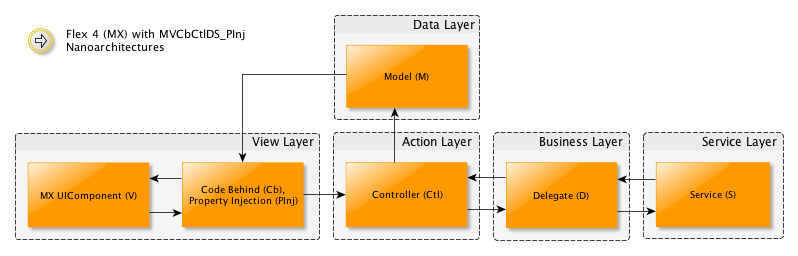 Flex 4 (MX) with MVCbCtlDS_PInj
Nanoarchitectures
Data Layer
Model (M)
View Layer
Action Layer
Business Layer
Service Layer
MX UIComponent (V)
Code Behind (Cb),
Property Injection (PInj)
Controller (Ctl)
Delegate (D)
Service (S)